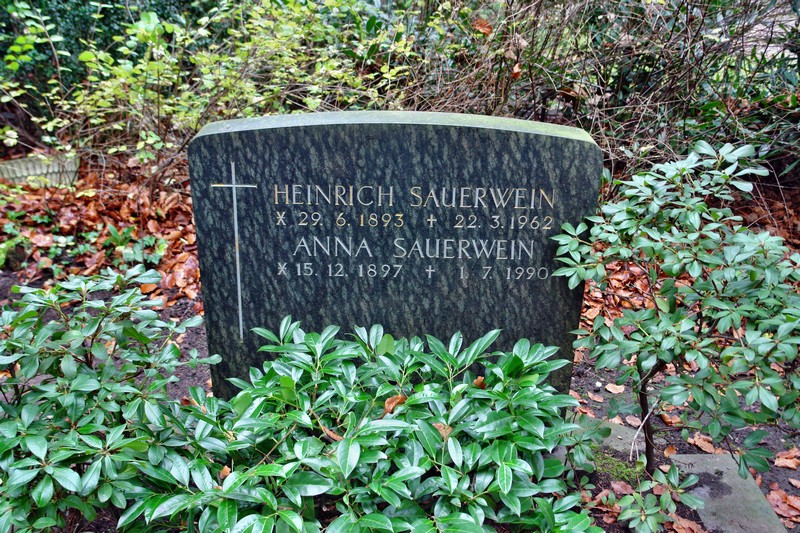 HEINRICH SAUERWEIN
✶ 29.6.1893 ✝ 22.3.1962
ANNA SAUERWEIN
✶ 15.12.1897 ✝ 1.7.1990